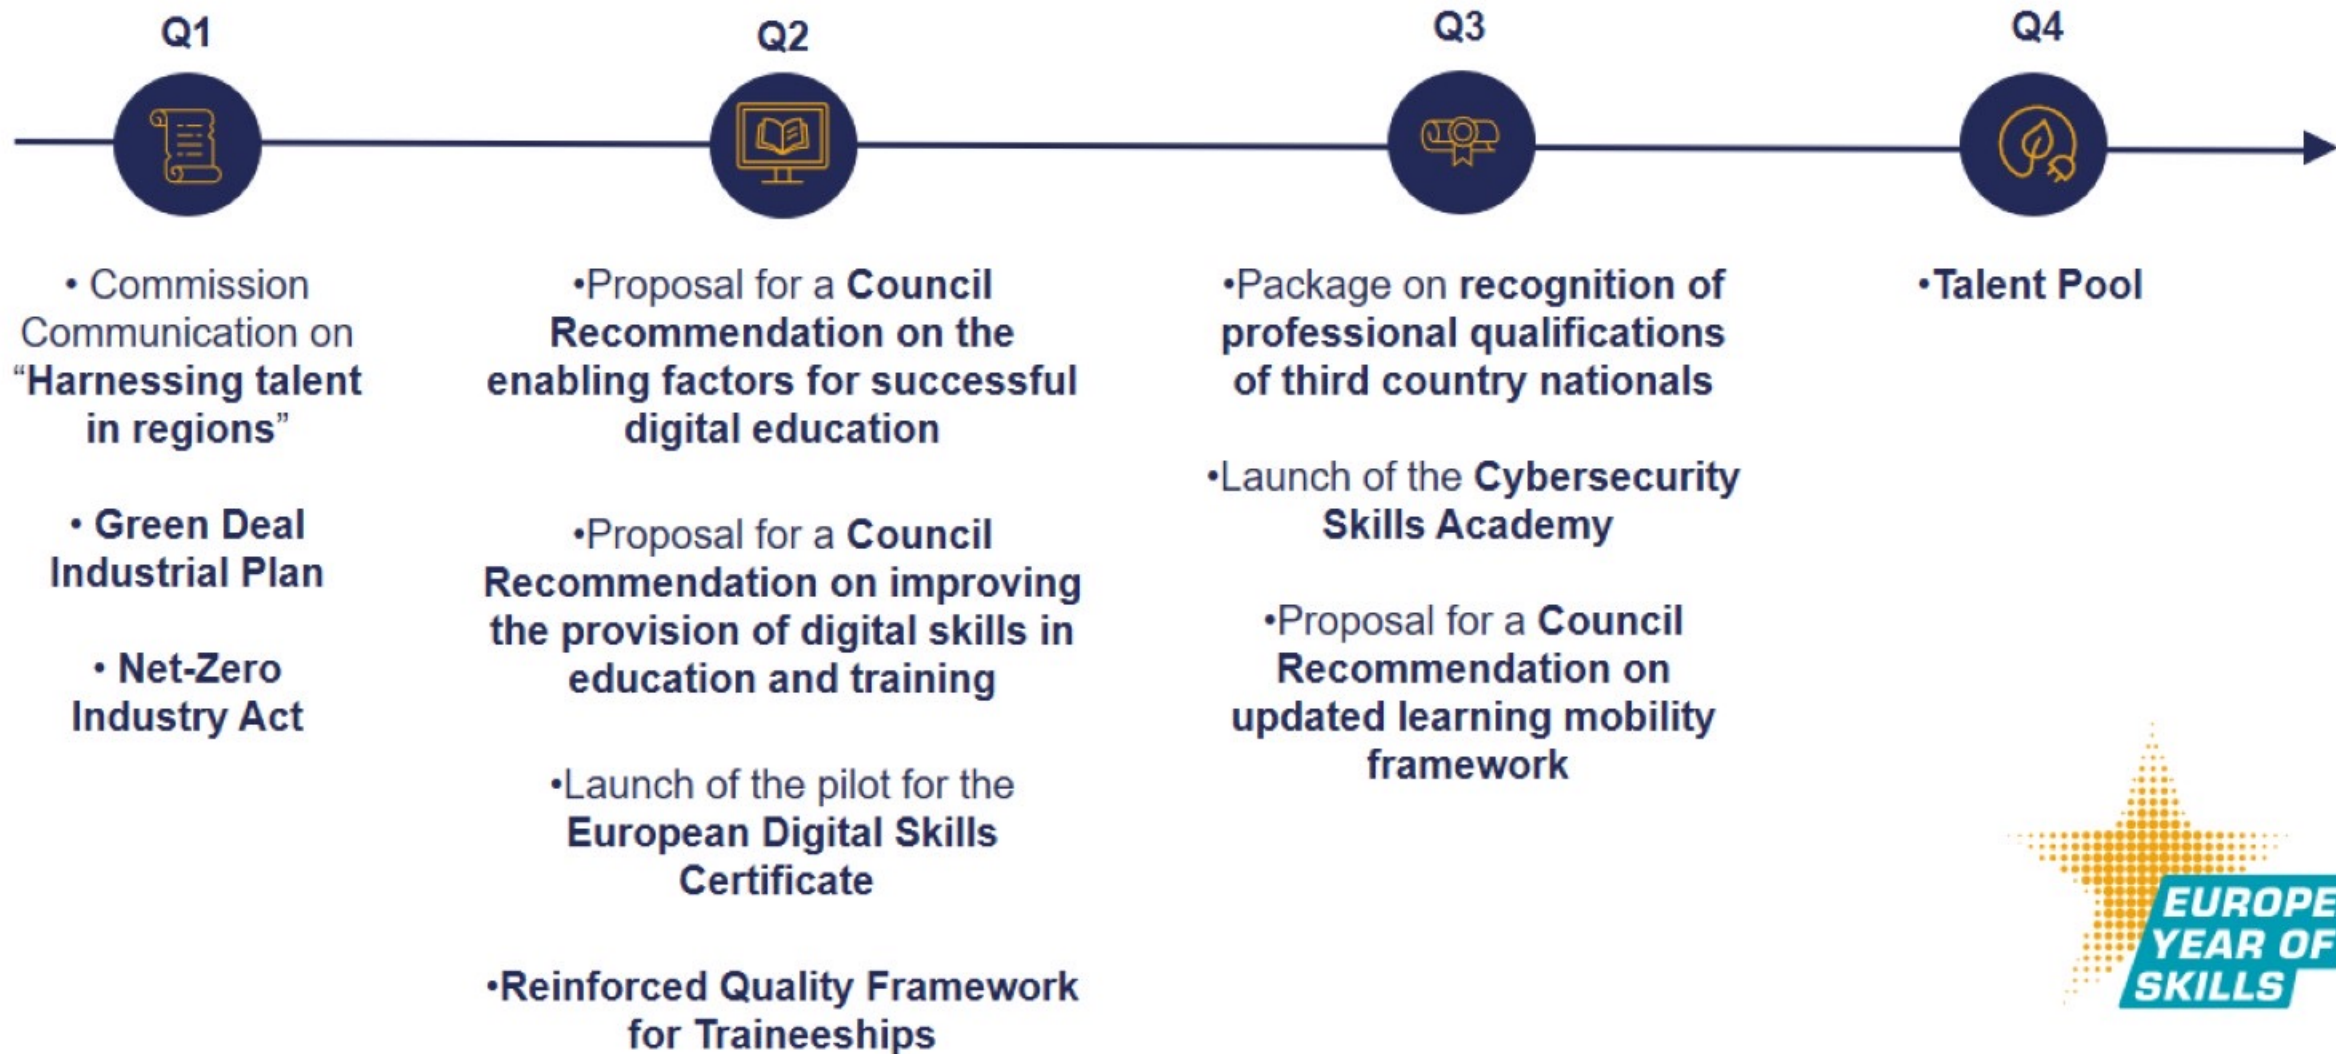 Q1
Q2
Q3
Q4
• Commission
Communication on
“Harnessing talent
in regions”
• Green Deal
Industrial Plan
• Net-Zero
Industry Act
•Proposal for a Council
Recommendation on the
enabling factors for successful
digital education
•Proposal for a Council
Recommendation on improving
the provision of digital skills in
education and training
•Launch of the pilot for the
European Digital Skills
Certificate
•Reinforced Quality Framework
for Traineeships
•Package on recognition of
professional qualifications
of third country nationals
•Launch of the Cybersecurity
Skills Academy
•Proposal for a Council
Recommendation on
updated learning mobility
framework
•Talent Pool
EUROPE
YEAR OF
SKILLS